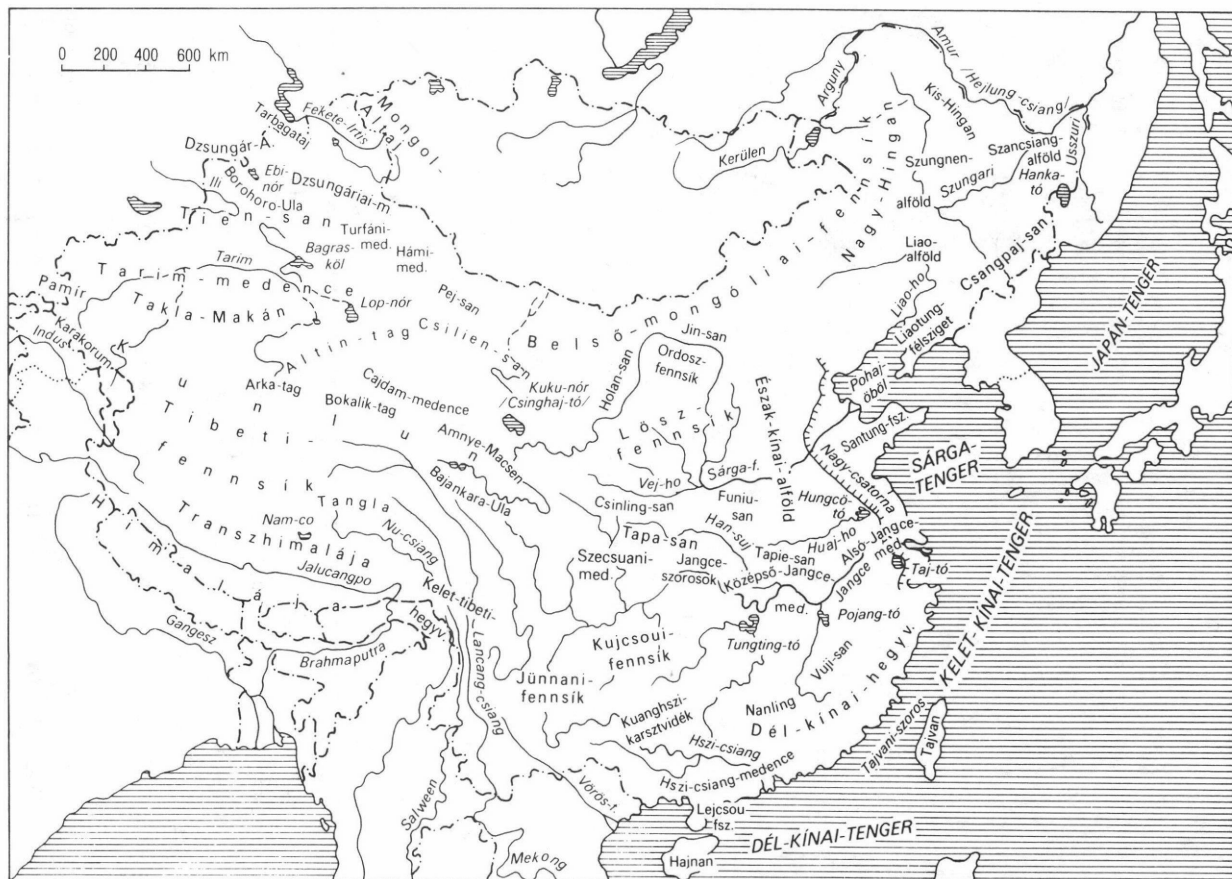 0 200 400 600 km
Amur
/Hejlung-csiang/
Arguny
Kis-Hingan
Mongol-
Altaj
Fekete-Irtis
Tarbagataj
Kerülen
Nagy-Hingan
Szungnen-
alföld
Szungari
Szancsiang-
alföld
Usszuri
Hanka-
tó
Dzsungár-A.
Ebi-
nór
Dzsungáriai-m
Ili
Borohoro-Ula
Tien-san
Turfáni-
med.
Bagras-
köl
Hámi-
med.
Liao-
alföld
Csangpaj-san
Tarim
Tarim-medence
Lop-nór
Pej-san
Pamír
Takla-Makán
Belső-mongóliai-fennsík
Liao-ho
Liaotung-
félsziget
JAPÁN-TENGER
Karakorum
Indus
Altin-tag
Csilien-san
Jin-san
Ordosz-
fennsík
Holan-san
Kuku-nór
/Csinghaj-tó/
Pohaj-
öböl
Kunlun
Arka-tag
Bokalik-tag
Cajdam-medence
Észak-kínai-alföld
Lösz-
fennsík
Santung-fsz.
Tibeti-
fennsík
Amnye-Macsen
Bajankara-Ula
SÁRGA-
TENGER
Nagy-csatorna
Sárga-f.
Vej-ho
Csinling-san
Funiu-
san
Hungcö-
tó
Tangla
Nam-co
Nu-csiang
Transzhimalája
Jalucangpo
Himalája
Tapa-san
Han-suj
Huaj-ho
Tapie-san
Alsó-Jangce-
med.
Szecsuani-
med.
Jangce-
szorosok
(Középső-Jangce-
med.
Jangce
Taj-tó
Kelet-tibeti-
hegyv.
Gangesz
Brahmaputra
Lancang-csiang
Kujcsoui-
fennsík
Tungting-tó
Pojang-tó
KELET-KÍNAI-TENGER
Jünnani-
fennsík
Vuji-san
Nanling
Dél-kínai-hegyv.
Kuanghszi-
karsztvidék
Hszi-csiang
Hszi-csiang-medence
Tajvani-szoros
Tajván
Salween
Vörös-f.
Lejcsou-
fsz.
Mekong
Hajnan
DÉL-KÍNAI-TENGER